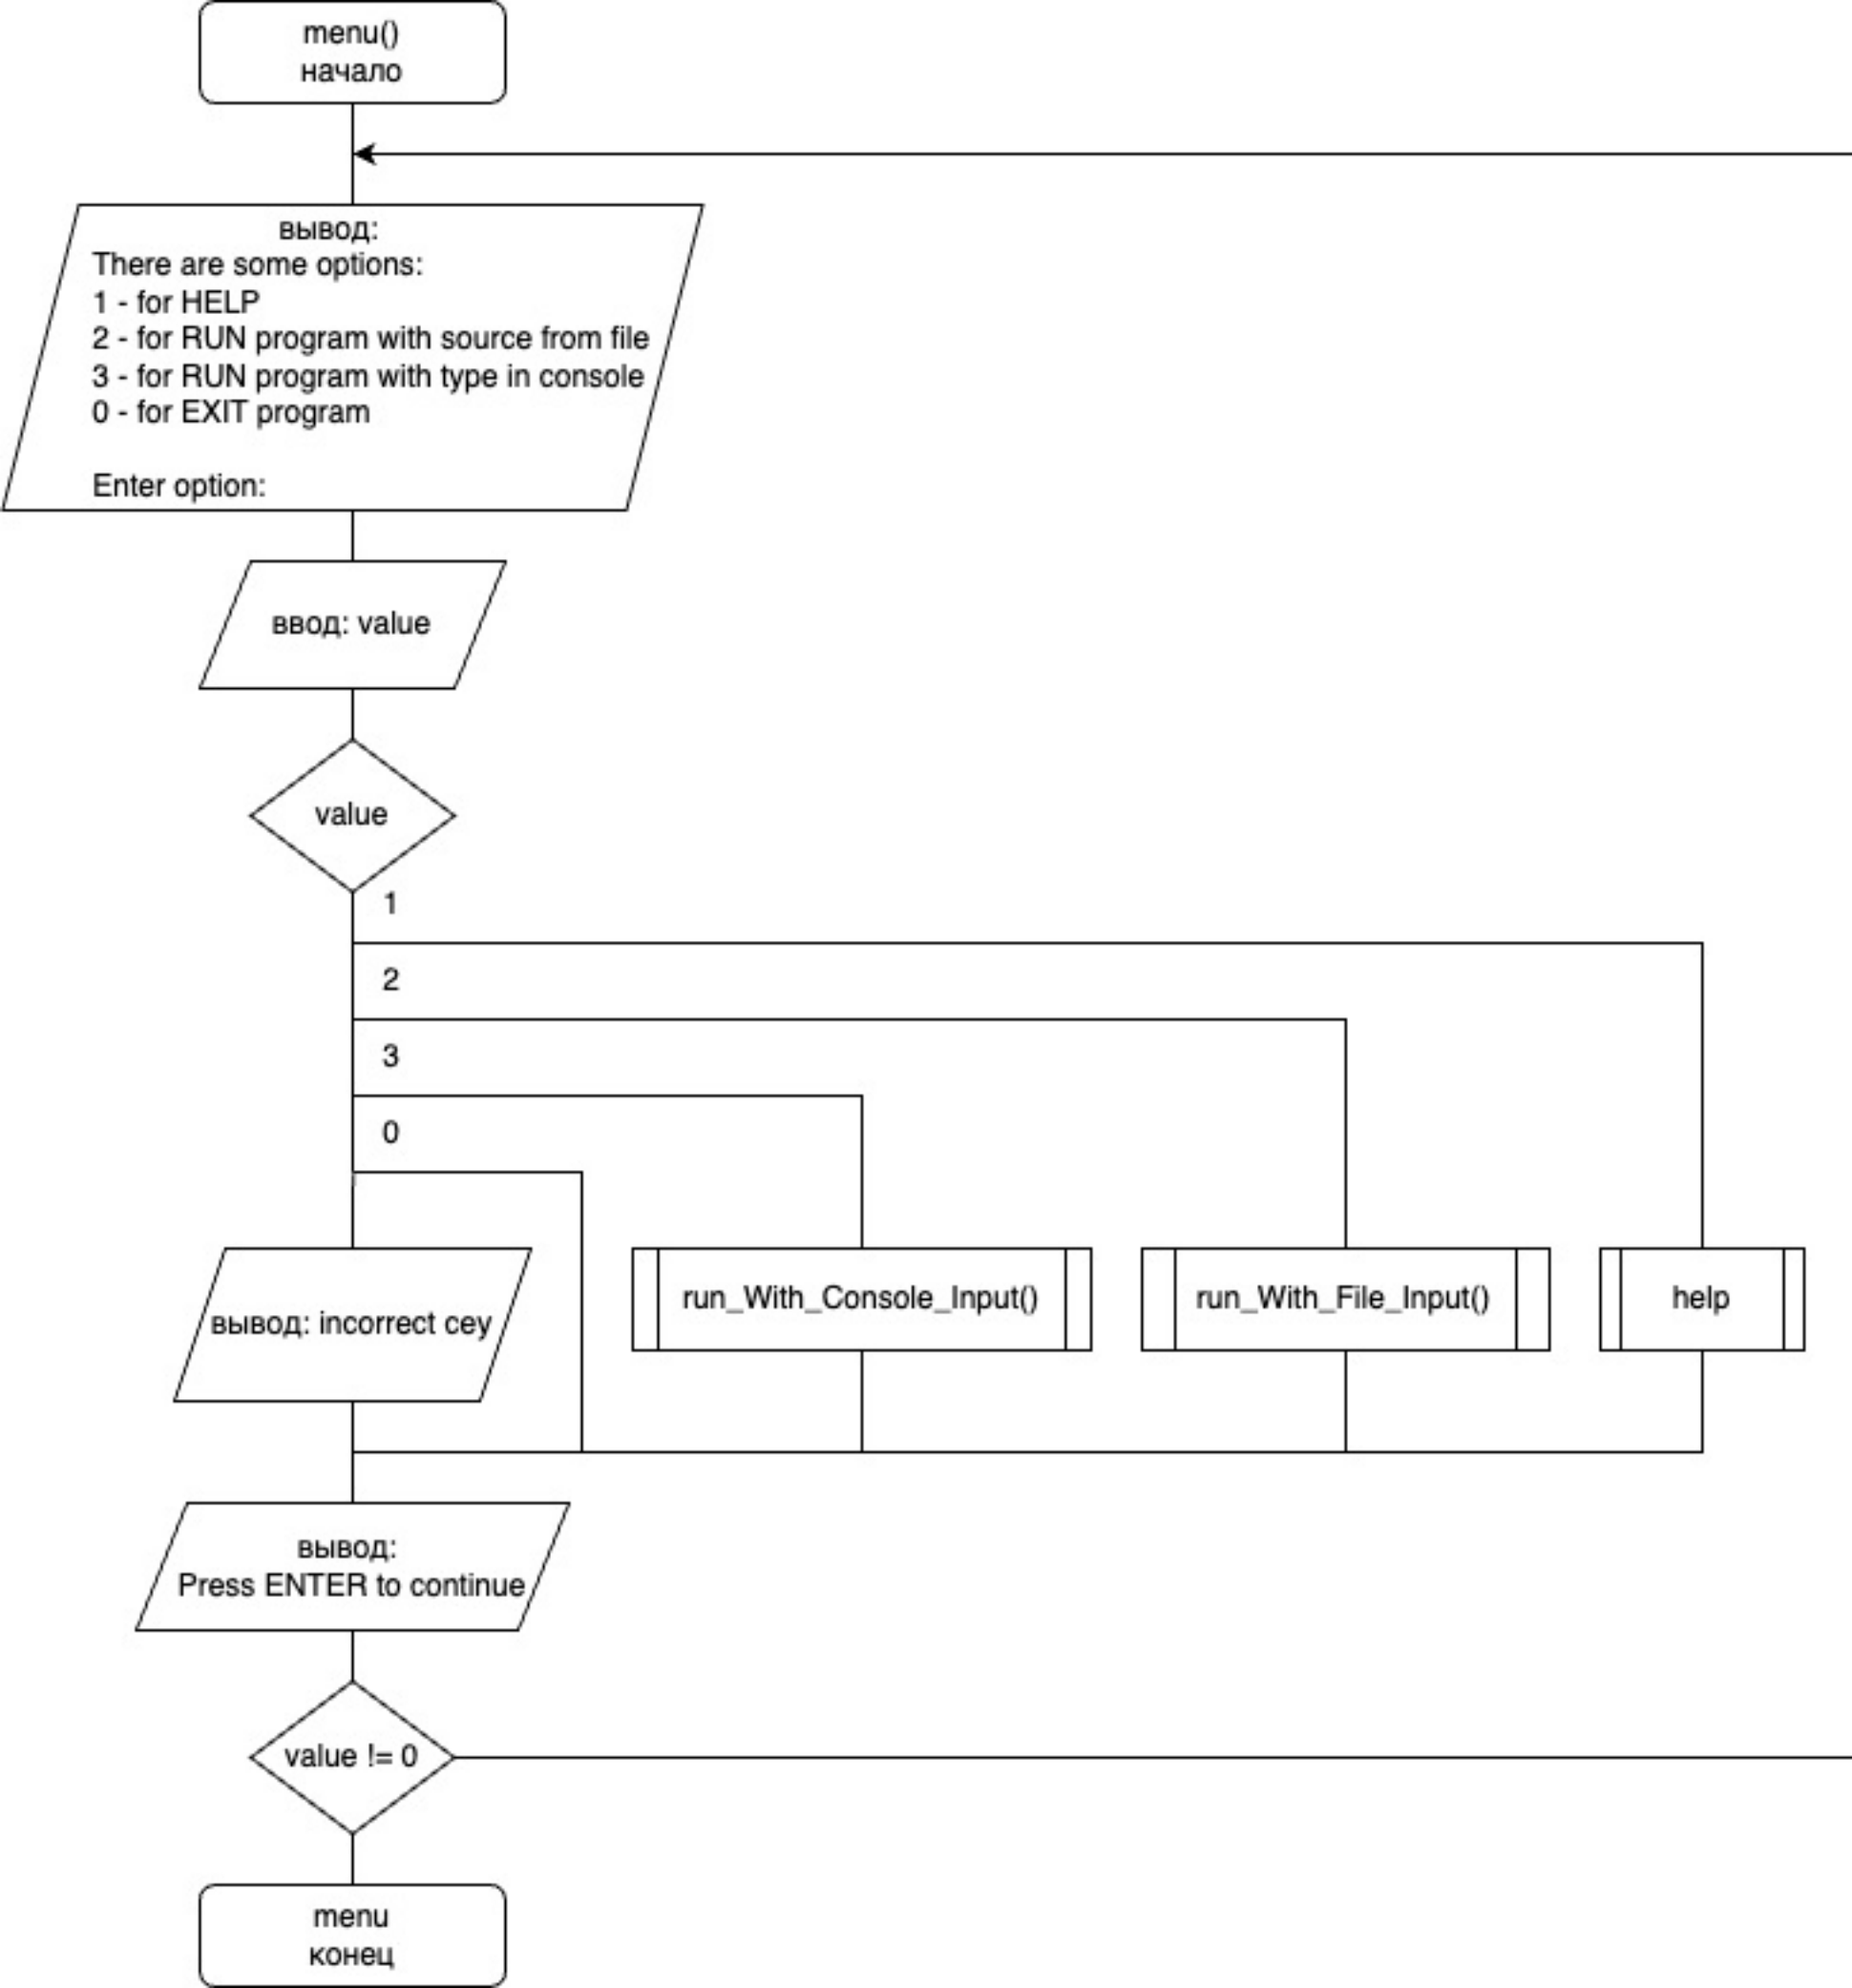 menu()
начало
вывод:
There are some options:
1 - for HELP
2 - for RUN program with source from file
3 - for RUN program with type in console
0 - for EXIT program
Enter option:
ввод: value
value
1
2
3
0
вывод: incorrect cey
run_With_Console_Input()
run_With_File_Input()
help
вывод:
Press ENTER to continue
value != 0
menu
конец